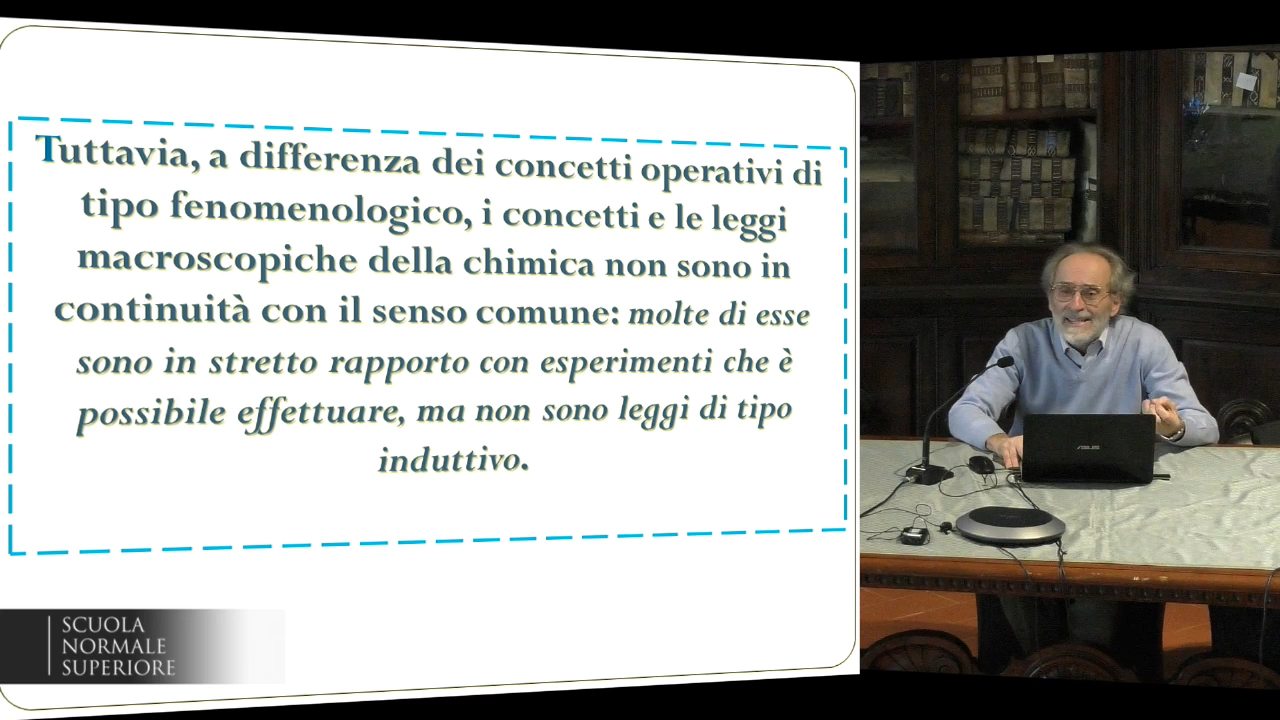 Tuttavia, a differenza dei concetti operativi di
tipo fenomenologico, i concetti e le leggi
macroscopiche della chimica non sono in
continuità con il senso comune: molte di esse
sono in stretto rapporto con esperimenti che è
possibile effettuare, ma non sono leggi di tipo
induttivo.
SCUOLA
NORMALE
SUPERIORE
ASUS